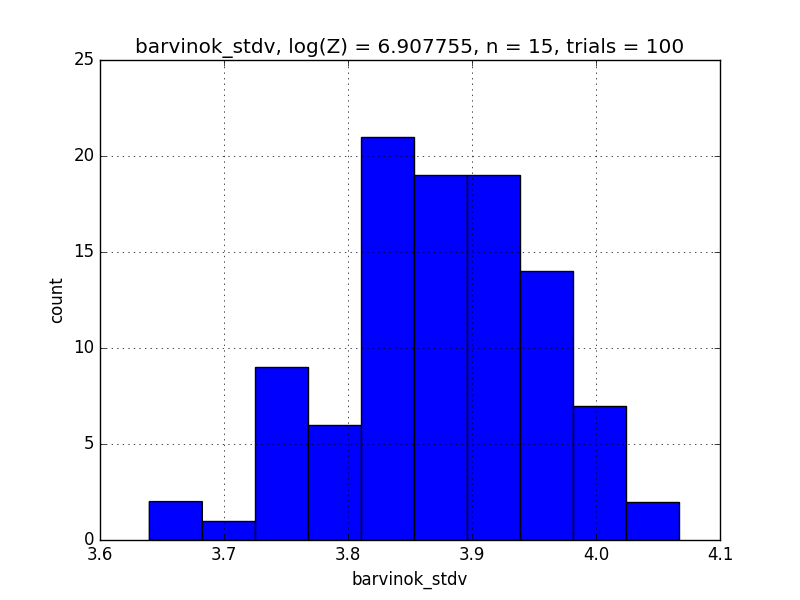 barvinok_stdv, log(Z) = 6.907755, n = 15, trials = 100
25
20
15
10
5
0
count
3.6 3.7 3.8 3.9 4.0 4.1
barvinok_stdv